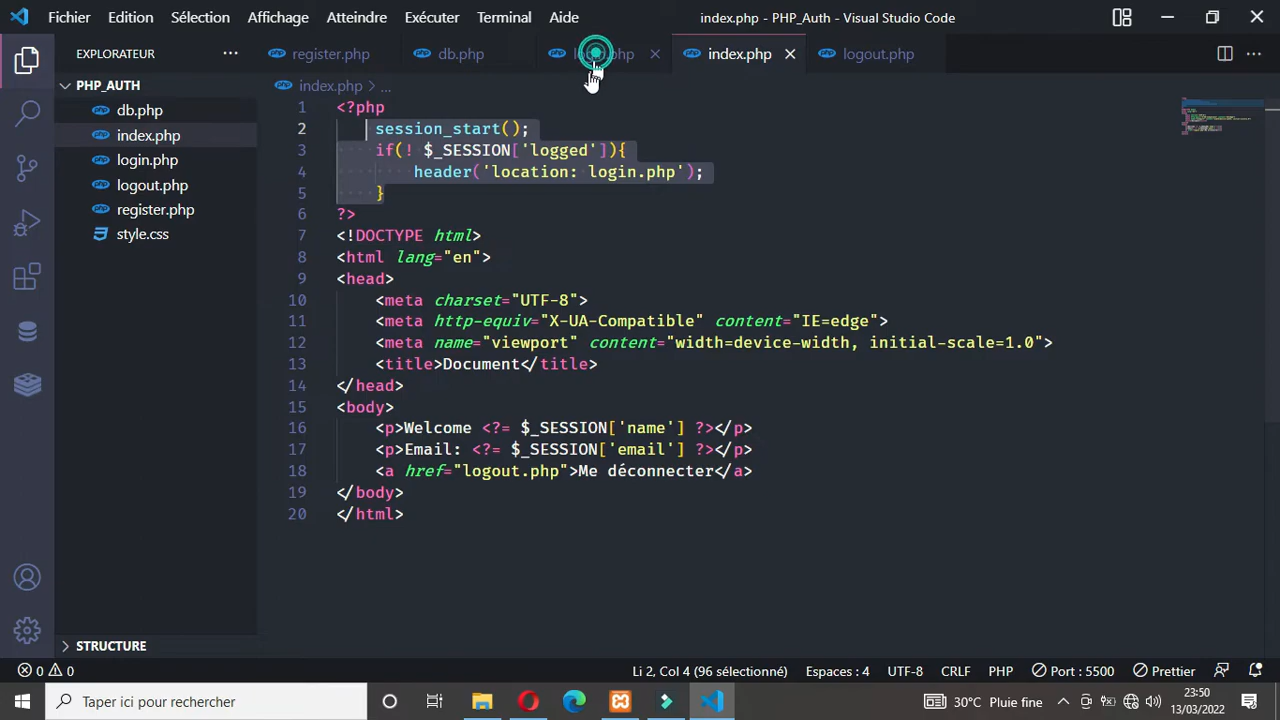 Fichier Edition Sélection Affichage Atteindre Exécuter Terminal Aide index.php - PHP_Auth - Visual Studio Code
EXPLORATEUR ··· register.php db.php index.php logout.php ···
PHP_AUTH
db.php
index.php
login.php
logout.php
register.php
style.css
STRUCTURE
index.php > ...
1 <?php
2 session_start();
3 if(! $_SESSION['logged']){
4 header('location: login.php');
5 }
6 ?>
7 <!DOCTYPE html>
8 <html lang="en">
9 <head>
10 <meta charset="UTF-8">
11 <meta http-equiv="X-UA-Compatible" content="IE=edge">
12 <meta name="viewport" content="width=device-width, initial-scale=1.0">
13 <title>Document</title>
14 </head>
15 <body>
16 <p>Welcome <?= $_SESSION['name'] ?></p>
17 <p>Email: <?= $_SESSION['email'] ?></p>
18 <a href="logout.php">Me déconnecter</a>
19 </body>
20 </html>
0 0 Li 2, Col 4 (96 sélectionné) Espaces : 4 UTF-8 CRLF PHP Port : 5500 Prettier
Taper ici pour rechercher 30°C Pluie fine 23:50
13/03/2022